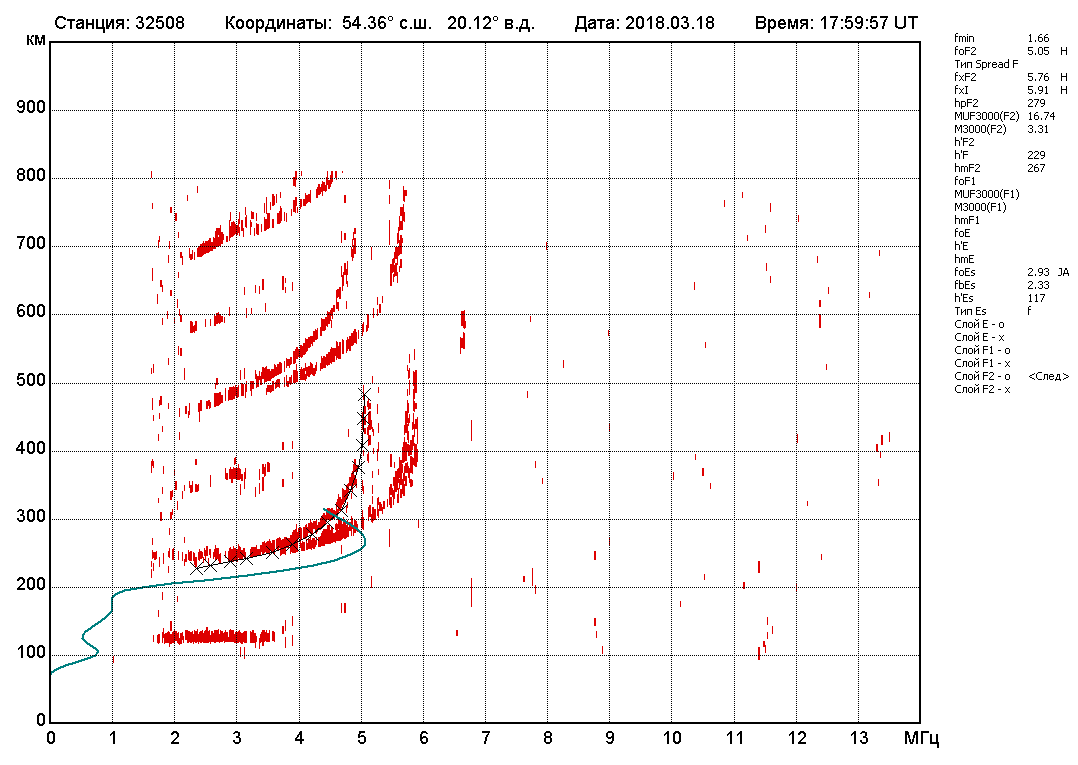 Станция: 32508 Координаты: 54.36° с.ш. 20.12° в.д. Дата: 2018.03.18 Время: 17:59:57 UT
км
900
800
700
600
500
400
300
200
100
0
0 1 2 3 4 5 6 7 8 9 10 11 12 13 МГц
fmin 1.66
foF2 5.05 H
Тип Spread F
fxF2 5.76 H
fxI 5.91 H
hpF2 279
MUF3000(F2) 16.74
M3000(F2) 3.31
h'F2
h'F 229
hmF2 267
foF1
MUF3000(F1)
M3000(F1)
hmF1
foE
h'E
hmE
foEs 2.93 JA
fbEs 2.33
h'Es 117
Тип Es f
Слой E - o
Слой E - x
Слой F1 - o
Слой F1 - x
Слой F2 - o <След>
Слой F2 - x